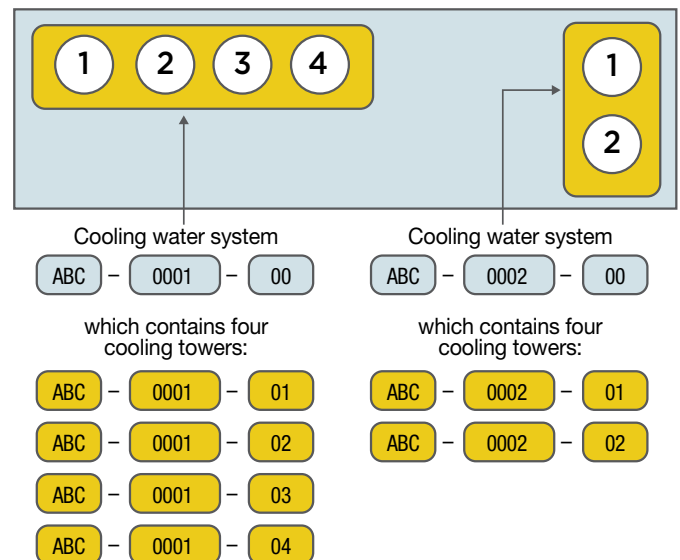 1 2 3 4
1
2
Cooling water system
ABC – 0001 – 00
which contains four
cooling towers:
ABC – 0001 – 01
ABC – 0001 – 02
ABC – 0001 – 03
ABC – 0001 – 04
Cooling water system
ABC – 0002 – 00
which contains four
cooling towers:
ABC – 0002 – 01
ABC – 0002 – 02